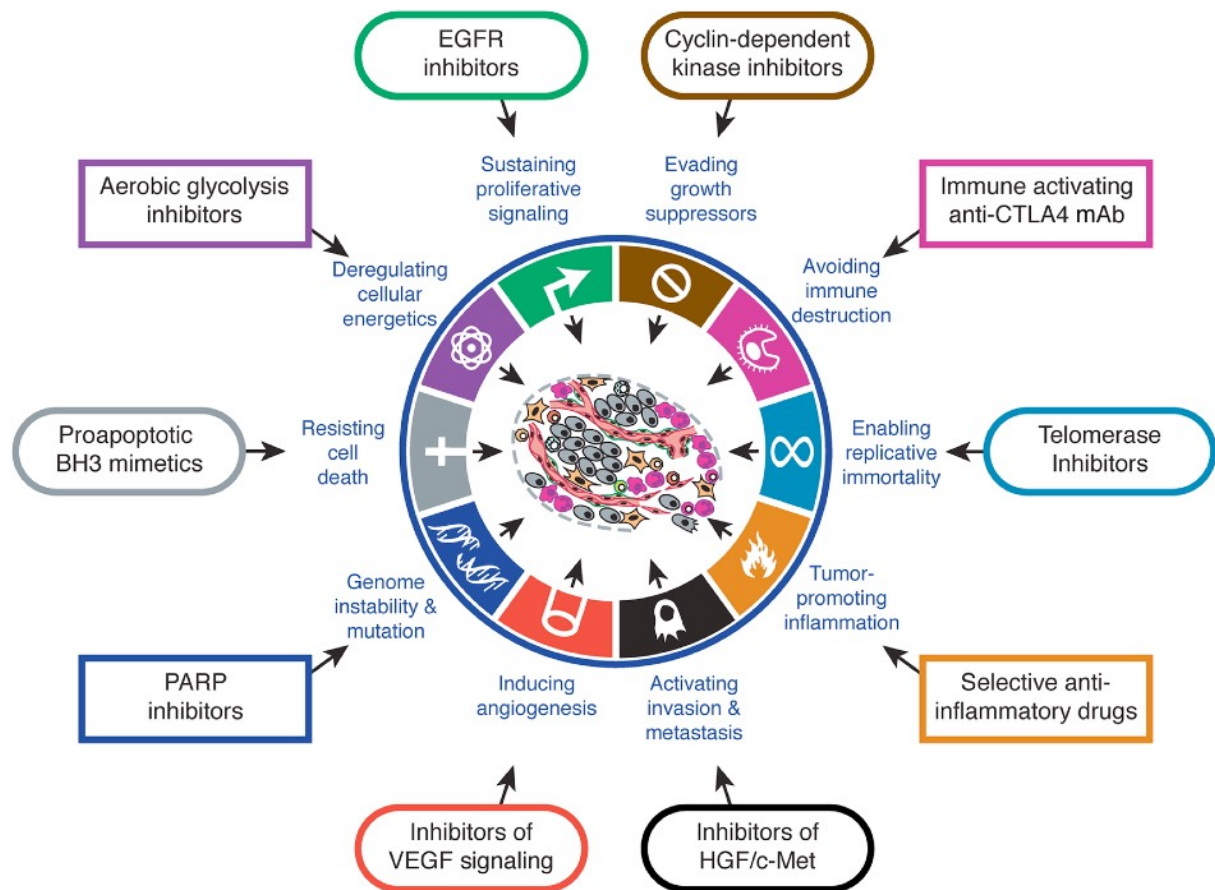 EGFR
inhibitors
Cyclin-dependent
kinase inhibitors
Sustaining
proliferative
signaling
Evading
growth
suppressors
Aerobic glycolysis
inhibitors
Immune activating
anti-CTLA4 mAb
Deregulating
cellular
energetics
Avoiding
immune
destruction
Proapoptotic
BH3 mimetics
Resisting
cell
death
Enabling
replicative
immortality
Telomerase
Inhibitors
Genome
instability &
mutation
Tumor-
promoting
inflammation
PARP
inhibitors
Inducing
angiogenesis
Activating
invasion &
metastasis
Selective anti-
inflammatory drugs
Inhibitors of
VEGF signaling
Inhibitors of
HGF/c-Met